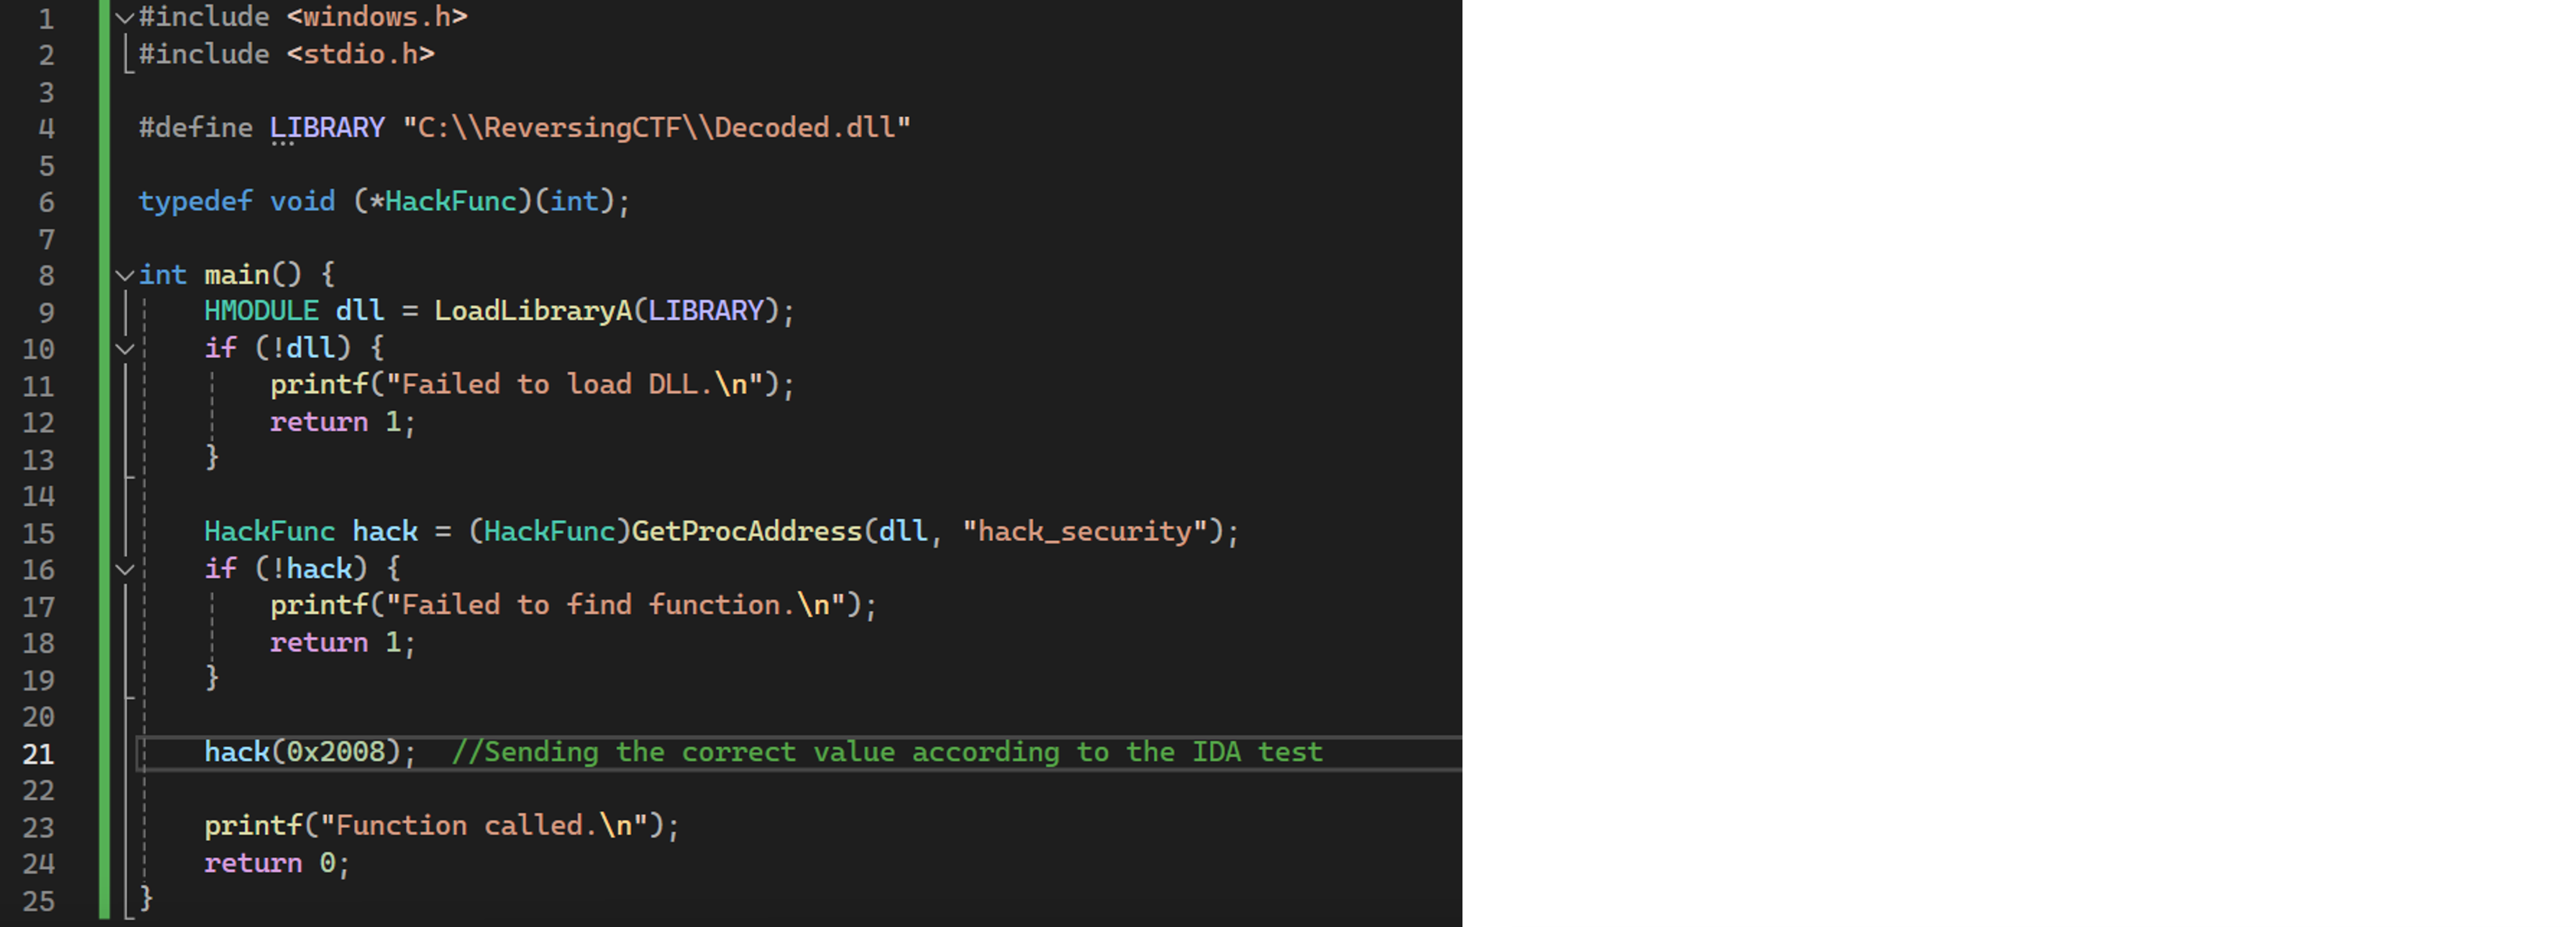 1 #include <windows.h>
2 #include <stdio.h>
3
4 #define LIBRARY "C:\\ReversingCTF\\Decoded.dll"
5
6 typedef void (*HackFunc)(int);
7
8 int main() {
9 HMODULE dll = LoadLibraryA(LIBRARY);
10 if (!dll) {
11 printf("Failed to load DLL.\n");
12 return 1;
13 }
14
15 HackFunc hack = (HackFunc)GetProcAddress(dll, "hack_security");
16 if (!hack) {
17 printf("Failed to find function.\n");
18 return 1;
19 }
20
21 hack(0x2008); //Sending the correct value according to the IDA test
22
23 printf("Function called.\n");
24 return 0;
25 }